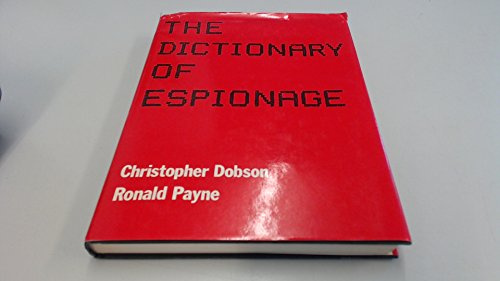 THE
DICTIONARY
OF
ESPIONAGE
Christopher Dobson
Ronald Payne